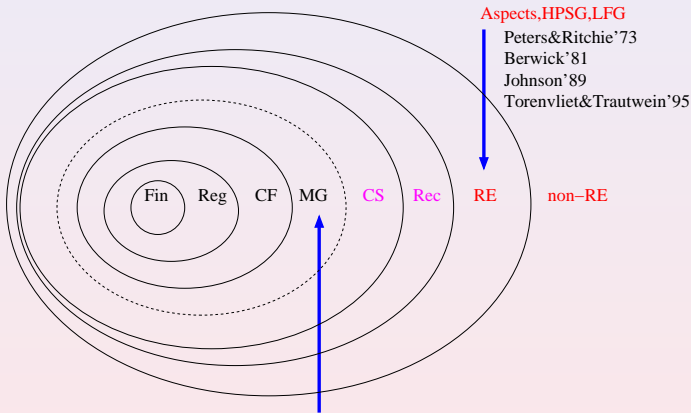 Aspects,HPSG,LFG
Peters&Ritchie'73
Berwick'81
Johnson'89
Torenvliet&Trautwein'95
Fin Reg CF MG CS Rec RE non−RE